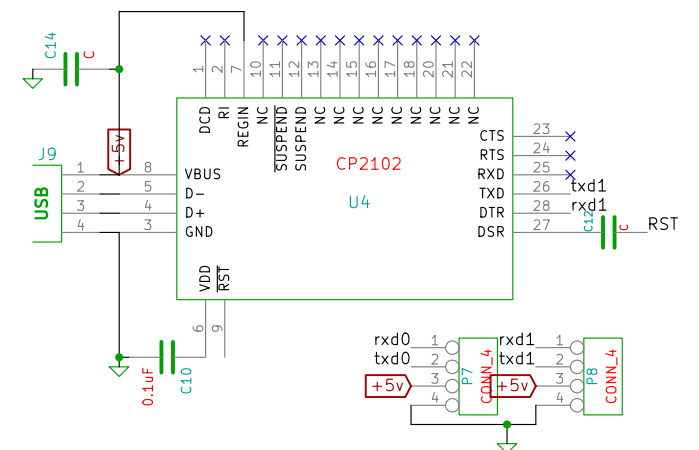 C14
C
1
2
7
10
11
12
13
14
15
16
17
18
20
21
22
DCD
RI
REGIN
NC
SUSPEND
SUSPEND
NC
NC
NC
NC
NC
NC
NC
NC
NC
+5v
J9
USB
1
2
3
4
8
5
4
3
VBUS
D-
D+
GND
CP2102
U4
CTS
RTS
RXD
TXD
DTR
DSR
23
24
25
26
28
27
txd1
rxd1
C12
C
RST
VDD
RST
6
9
0.1uF
C10
rxd0
txd0
+5v
1
2
3
4
P7
CONN_4
rxd1
txd1
+5v
1
2
3
4
P8
CONN_4